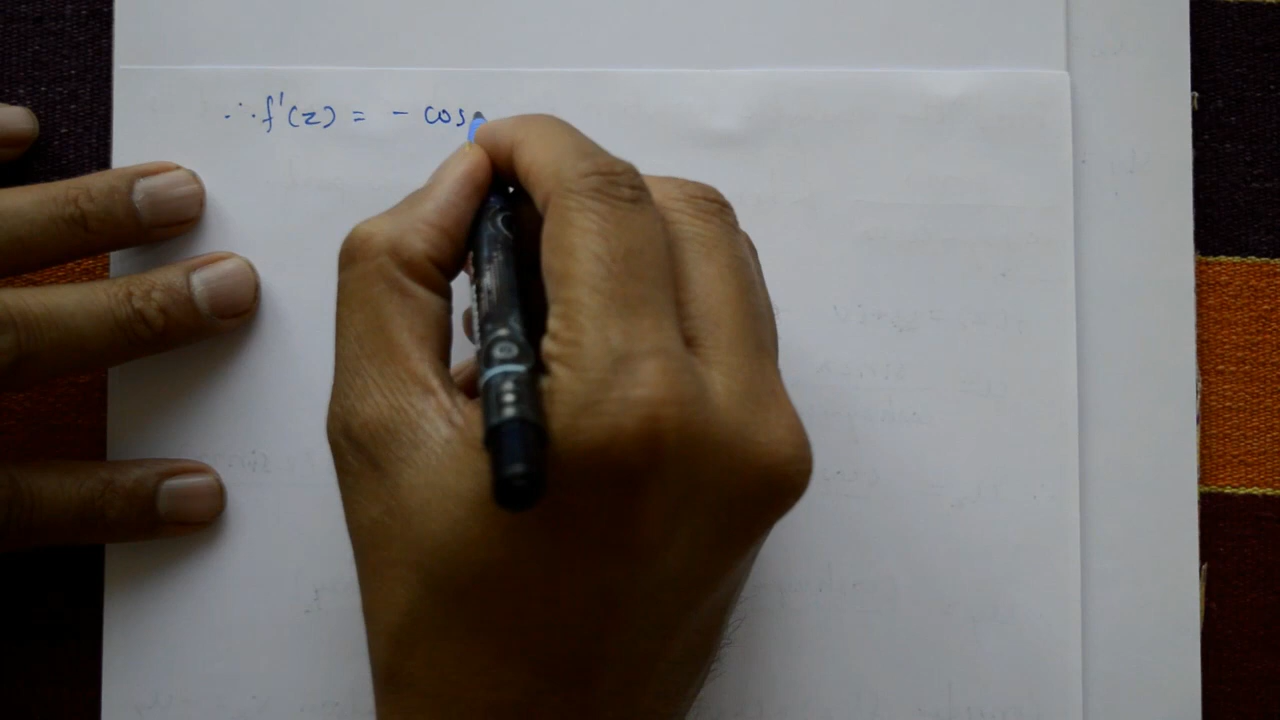 ∴ f'(z) = - cos